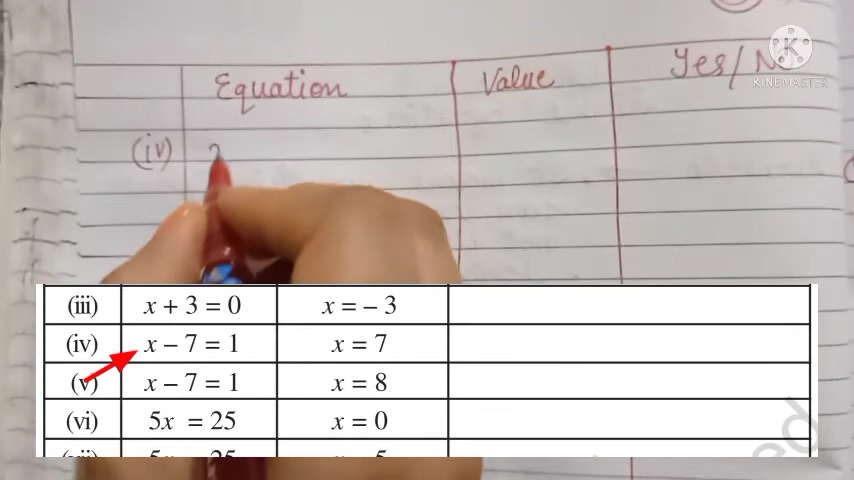 K
KINEMASTER
Equation Value Yes/No
(iv)
(iii) x + 3 = 0 x = – 3
(iv) x – 7 = 1 x = 7
(v) x – 7 = 1 x = 8
(vi) 5x = 25 x = 0